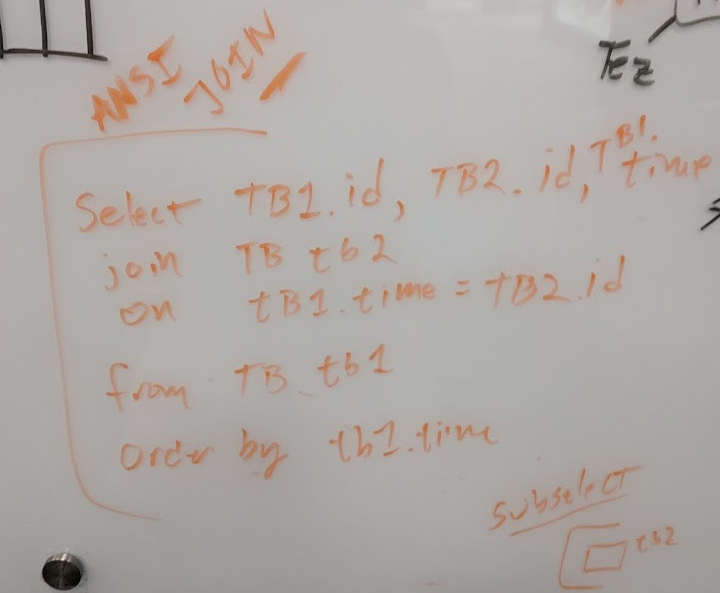 Tez
ANSI JOIN
Select TB1.id, TB2.id, TB1.time
join TB tb2
on tB1.time = TB2.id
from TB tb1
order by tb1.time
subselect
tb2